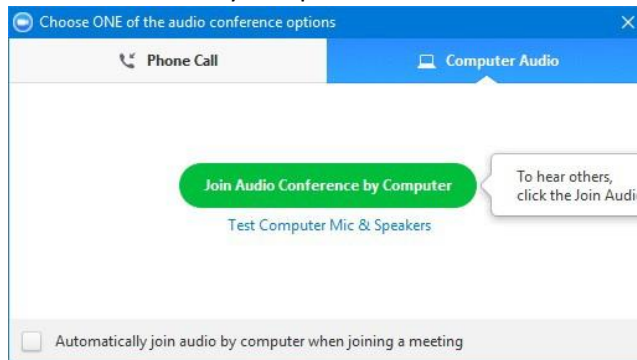 Choose ONE of the audio conference options
Phone Call
Computer Audio
Join Audio Conference by Computer
To hear others,
click the Join Audi
Test Computer Mic & Speakers
Automatically join audio by computer when joining a meeting